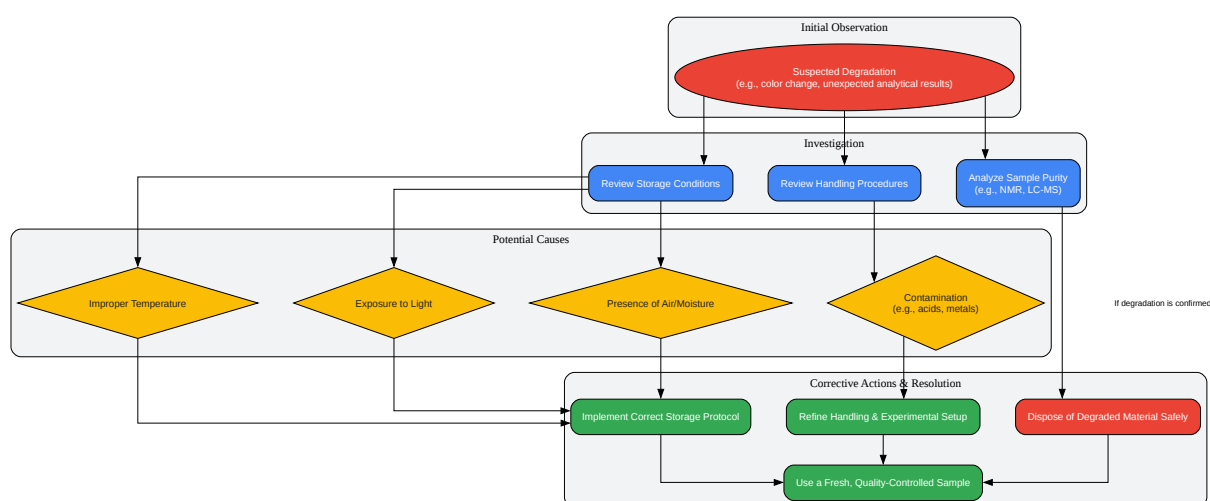 Initial Observation
Suspected Degradation
(e.g., color change, unexpected analytical results)
Investigation
Review Storage Conditions
Review Handling Procedures
Analyze Sample Purity
(e.g., NMR, LC-MS)
Potential Causes
Improper Temperature
Exposure to Light
Presence of Air/Moisture
Contamination
(e.g., acids, metals)
If degradation is confirmed
Corrective Actions & Resolution
Implement Correct Storage Protocol
Refine Handling & Experimental Setup
Dispose of Degraded Material Safely
Use a Fresh, Quality-Controlled Sample